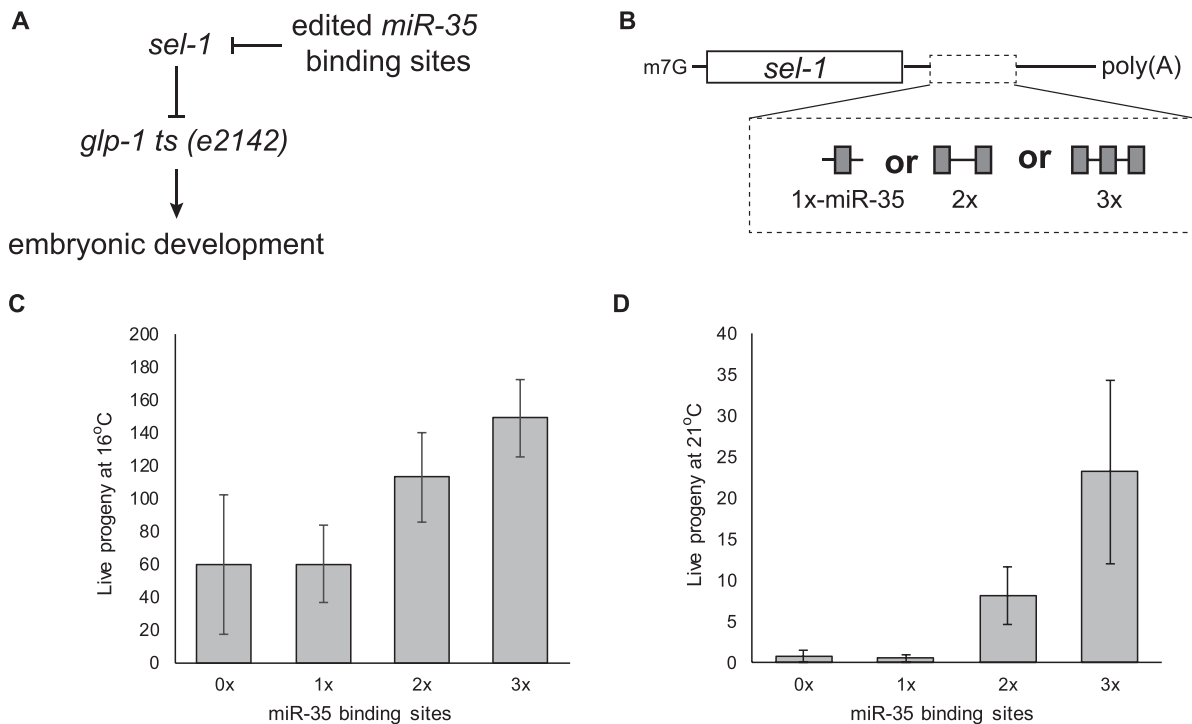 A
sel-1
edited miR-35
binding sites
glp-1 ts (e2142)
embryonic development
B
m7G
sel-1
poly(A)
or
or
1x-miR-35
2x
3x
C
Live progeny at 16°C
200
180
160
140
120
100
80
60
40
20
0
0x
1x
2x
3x
miR-35 binding sites
D
Live progeny at 21°C
40
35
30
25
20
15
10
5
0
0x
1x
2x
3x
miR-35 binding sites